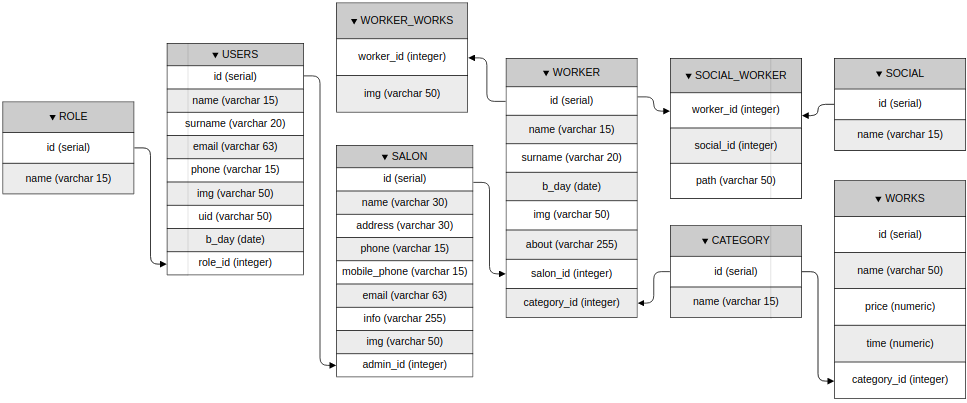 ▼ ROLE
id (serial)
name (varchar 15)
▼ USERS
id (serial)
name (varchar 15)
surname (varchar 20)
email (varchar 63)
phone (varchar 15)
img (varchar 50)
uid (varchar 50)
b_day (date)
role_id (integer)
▼ WORKER_WORKS
worker_id (integer)
img (varchar 50)
▼ SALON
id (serial)
name (varchar 30)
address (varchar 30)
phone (varchar 15)
mobile_phone (varchar 15)
email (varchar 63)
info (varchar 255)
img (varchar 50)
admin_id (integer)
▼ WORKER
id (serial)
name (varchar 15)
surname (varchar 20)
b_day (date)
img (varchar 50)
about (varchar 255)
salon_id (integer)
category_id (integer)
▼ SOCIAL_WORKER
worker_id (integer)
social_id (integer)
path (varchar 50)
▼ CATEGORY
id (serial)
name (varchar 15)
▼ SOCIAL
id (serial)
name (varchar 15)
▼ WORKS
id (serial)
name (varchar 50)
price (numeric)
time (numeric)
category_id (integer)